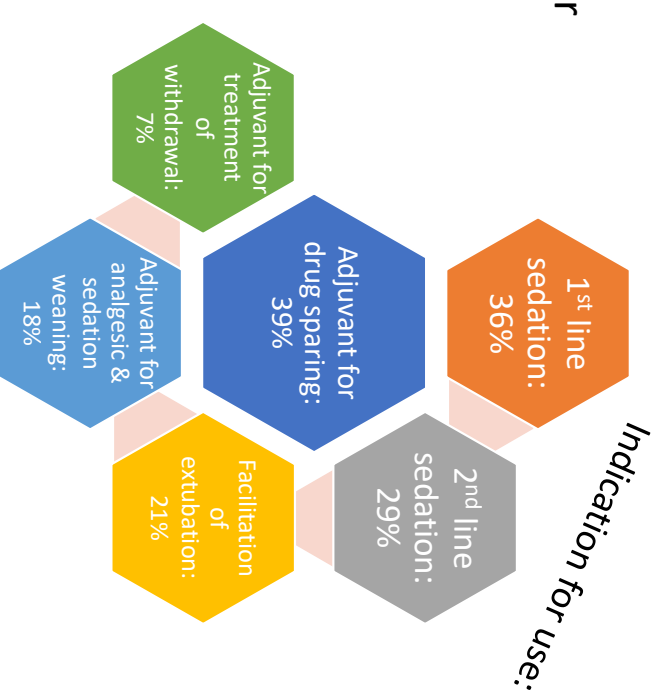 r
Indication for use:
1st line
sedation:
36%
2nd line
sedation:
29%
Adjuvant for
drug sparing:
39%
Facilitation
of
extubation:
21%
Adjuvant for
analgesic &
sedation
weaning:
18%
Adjuvant for
treatment
of
withdrawal:
7%